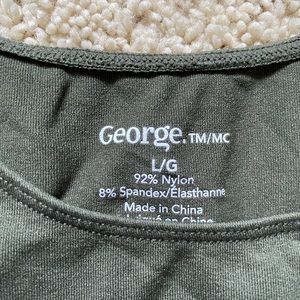 George. TM/MC
L/G
92% Nylon
8% Spandex/Élasthanne
Made in China